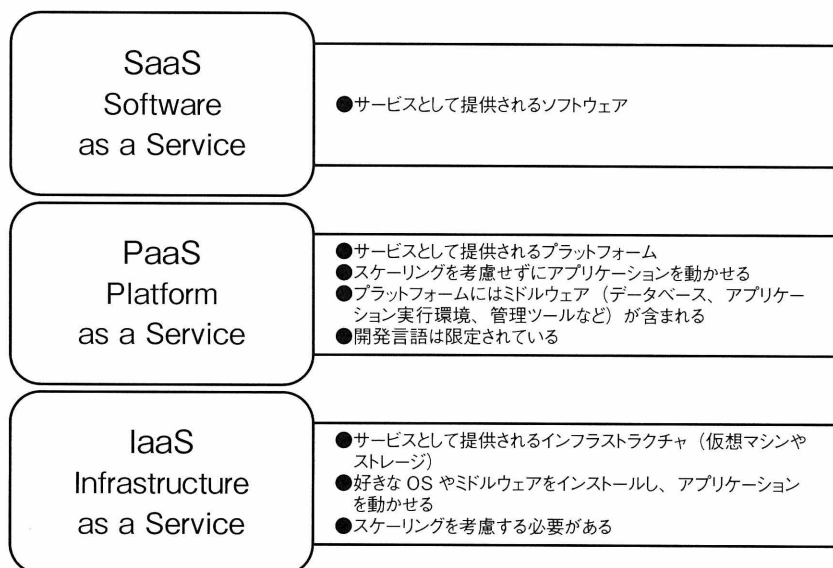 SaaS
Software
as a Service
●サービスとして提供されるソフトウェア
PaaS
Platform
as a Service
●サービスとして提供されるプラットフォーム
●スケーリングを考慮せずにアプリケーションを動かせる
●プラットフォームにはミドルウェア（データベース、アプリケー
ション実行環境、管理ツールなど）が含まれる
●開発言語は限定されている
IaaS
Infrastructure
as a Service
●サービスとして提供されるインフラストラクチャ（仮想マシンや
ストレージ）
●好きな OS やミドルウェアをインストールし、アプリケーション
を動かせる
●スケーリングを考慮する必要がある